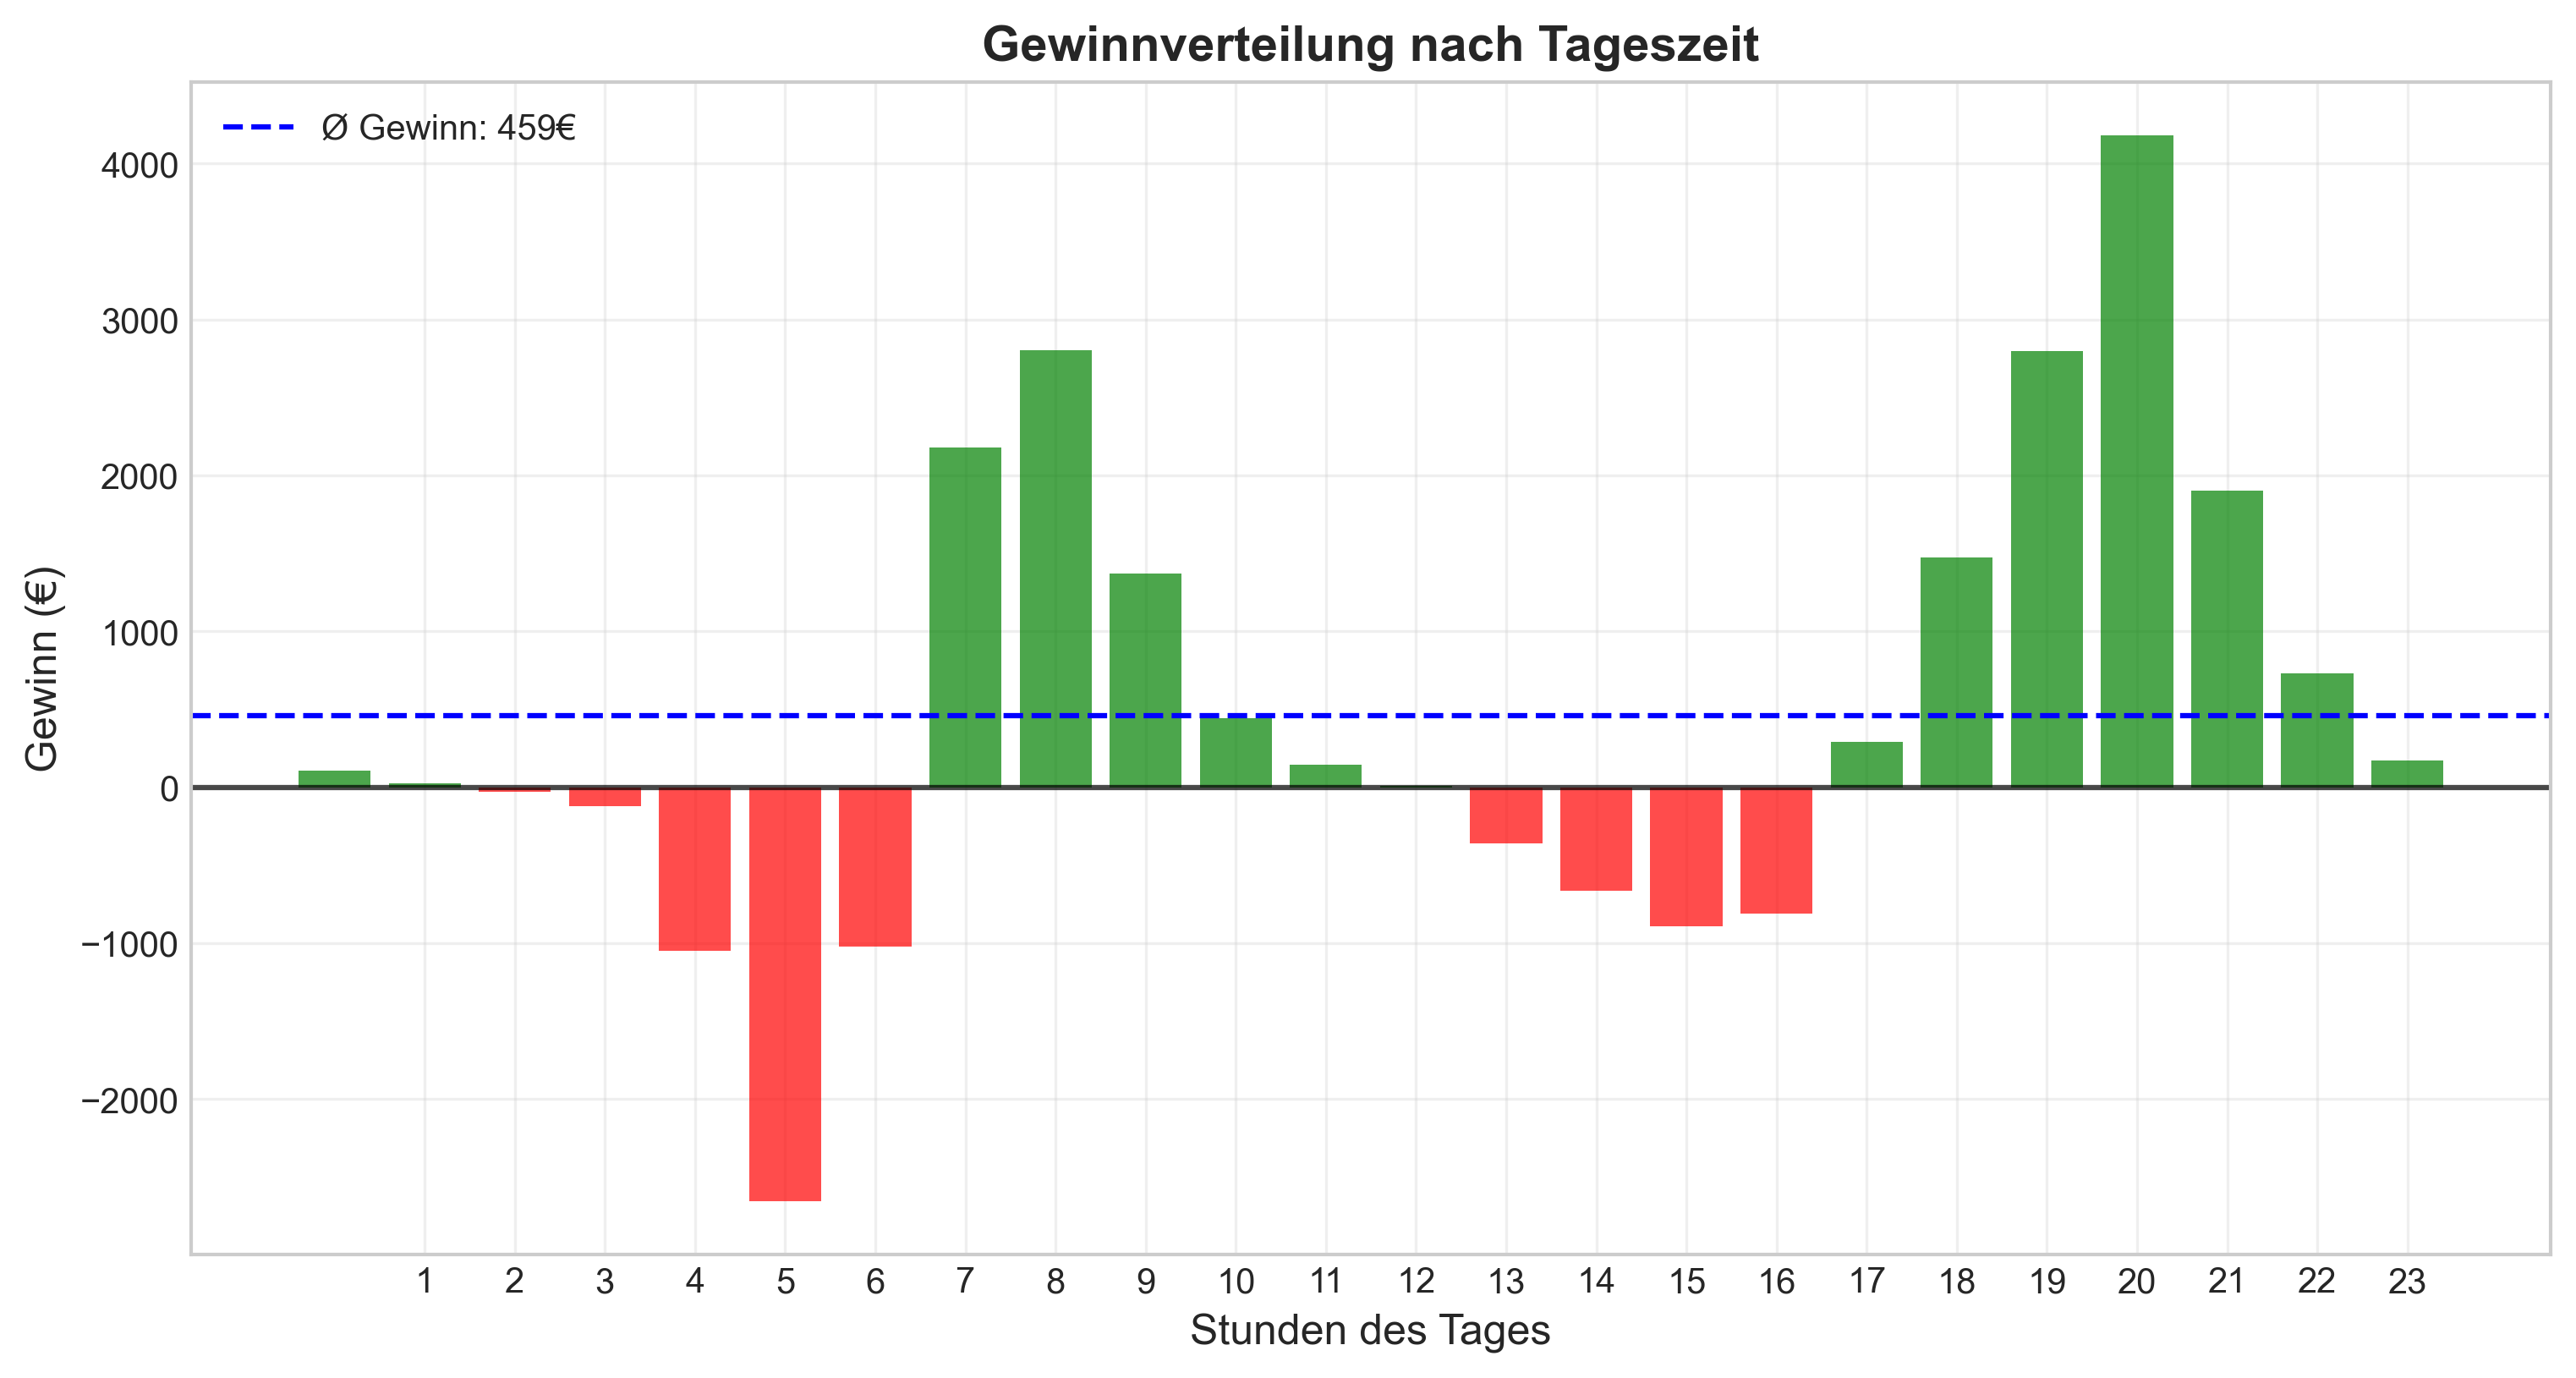 Gewinnverteilung nach Tageszeit
Ø Gewinn: 459€
Gewinn (€)
4000
3000
2000
1000
0
−1000
−2000
1 2 3 4 5 6 7 8 9 10 11 12 13 14 15 16 17 18 19 20 21 22 23
Stunden des Tages